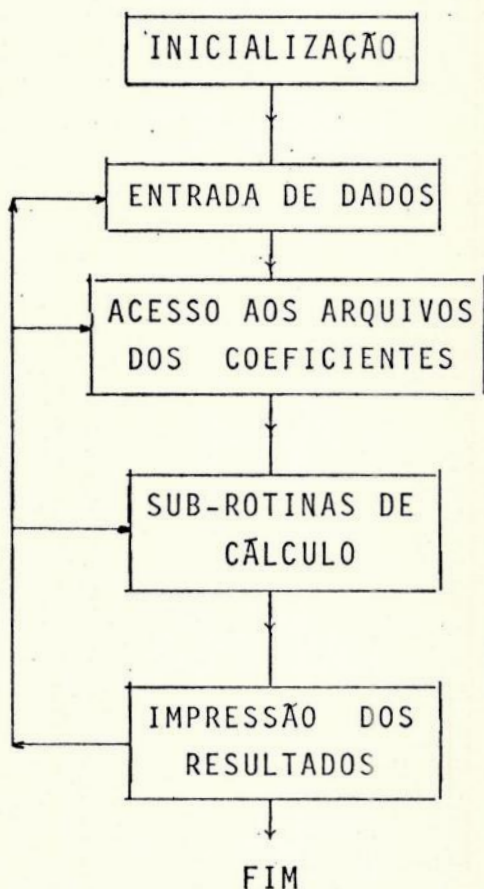 INICIALIZAÇÃO
ENTRADA DE DADOS
ACESSO AOS ARQUIVOS
DOS COEFICIENTES
SUB-ROTINAS DE
CÁLCULO
IMPRESSÃO DOS
RESULTADOS
FIM